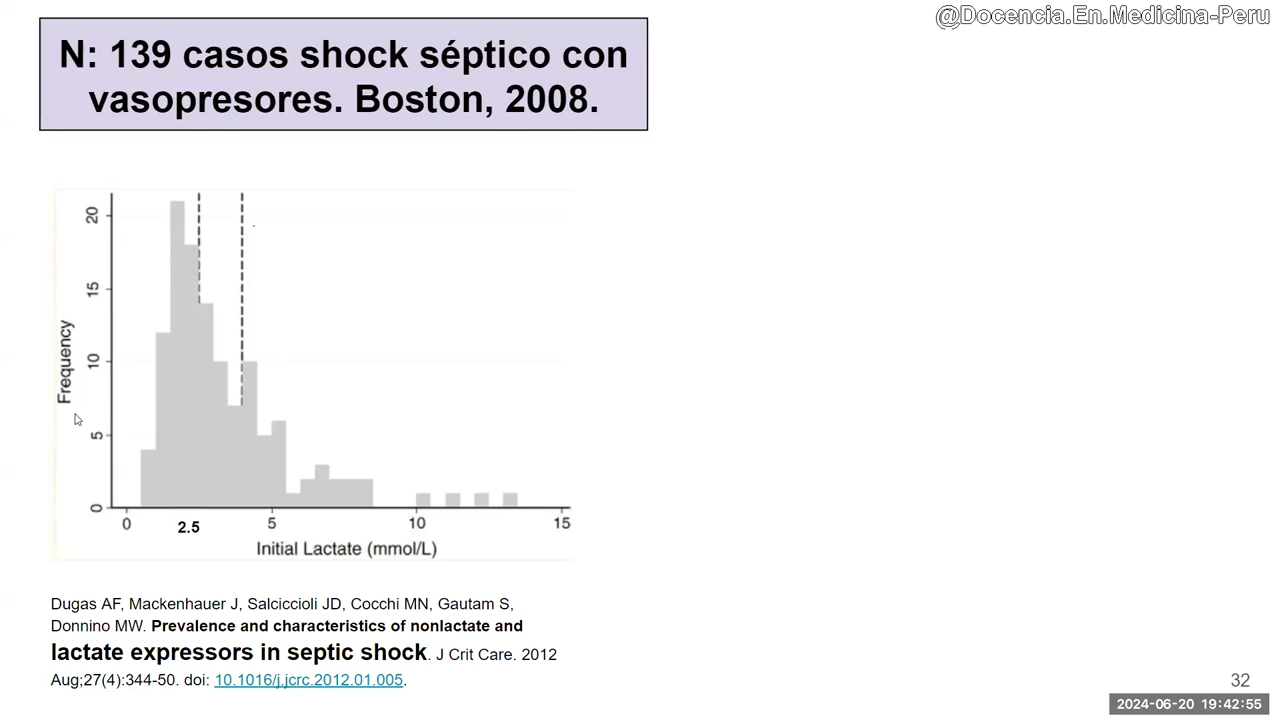 @Docencia.En.Medicina-Peru
N: 139 casos shock séptico con
vasopresores. Boston, 2008.
20
15
10
5
0
Frequency
0
2.5
5
10
15
Initial Lactate (mmol/L)
Dugas AF, Mackenhauer J, Salciccioli JD, Cocchi MN, Gautam S,
Donnino MW. Prevalence and characteristics of nonlactate and
lactate expressors in septic shock. J Crit Care. 2012
Aug;27(4):344-50. doi: 10.1016/j.jcrc.2012.01.005.
32
2024-06-20 19:42:55